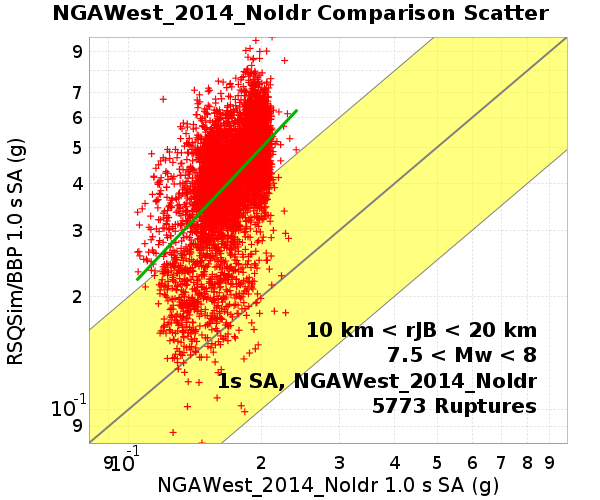 NGAWest_2014_NoIdr Comparison Scatter
RSQSim/BBP 1.0 s SA (g)
9
7
6
5
4
3
2
10⁻¹
9
10 km < rJB < 20 km
7.5 < Mw < 8
1s SA, NGAWest_2014_NoIdr
5773 Ruptures
9 10⁻¹ 2 3 4 5 6 7 8 9
NGAWest_2014_NoIdr 1.0 s SA (g)